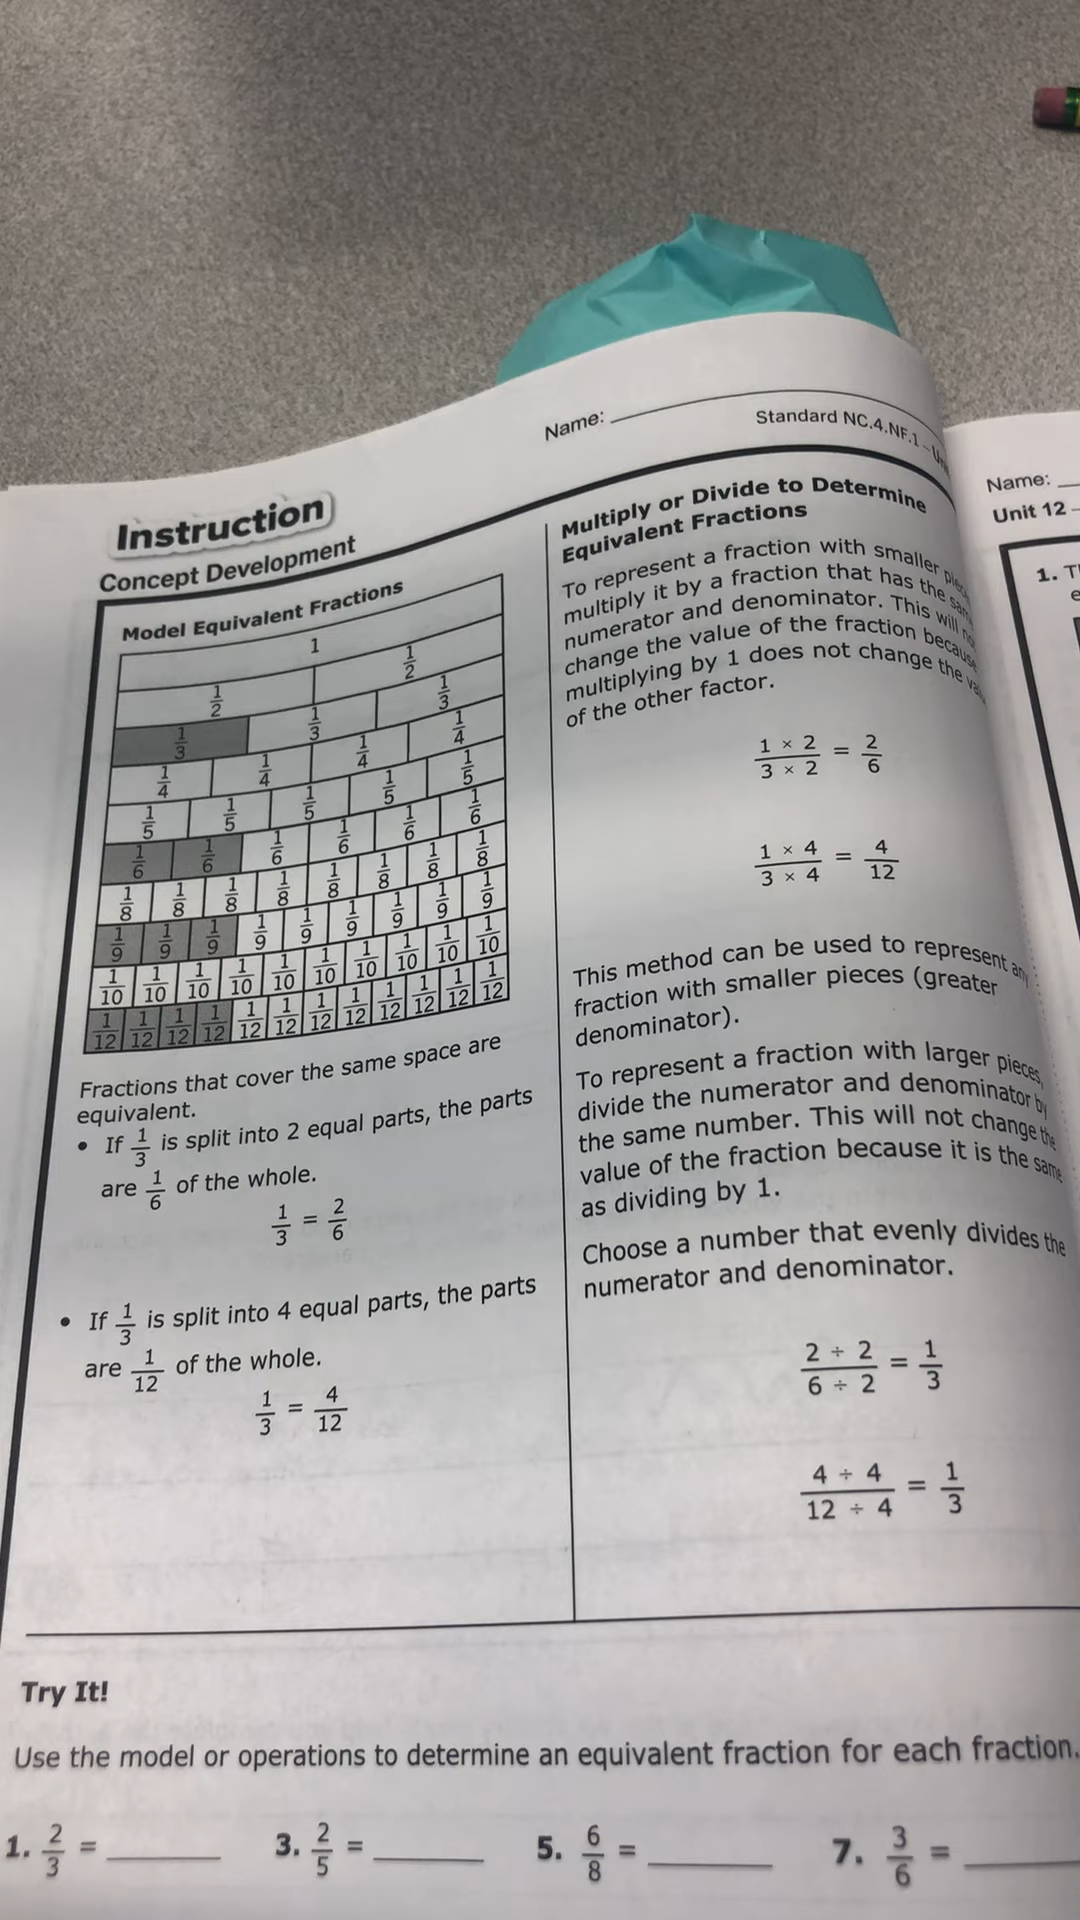 Name:
Standard NC.4.NF.1
Instruction
Concept Development
Model Equivalent Fractions
1
1/2 1/2
1/3 1/3 1/3
1/4 1/4 1/4 1/4
1/5 1/5 1/5 1/5 1/5
1/6 1/6 1/6 1/6 1/6 1/6
1/8 1/8 1/8 1/8 1/8 1/8 1/8 1/8
1/9 1/9 1/9 1/9 1/9 1/9 1/9 1/9 1/9
1/10 1/10 1/10 1/10 1/10 1/10 1/10 1/10 1/10 1/10
1/12 1/12 1/12 1/12 1/12 1/12 1/12 1/12 1/12 1/12 1/12 1/12
Fractions that cover the same space are
equivalent.
• If 1/3 is split into 2 equal parts, the parts
are 1/6 of the whole.
1/3 = 2/6
• If 1/3 is split into 4 equal parts, the parts
are 1/12 of the whole.
1/3 = 4/12
Multiply or Divide to Determine
Equivalent Fractions
To represent a fraction with smaller
multiply it by a fraction that has the
numerator and denominator. This will
change the value of the fraction because
multiplying by 1 does not change the
of the other factor.
1 × 2 / 3 × 2 = 2/6
1 × 4 / 3 × 4 = 4/12
This method can be used to represent any
fraction with smaller pieces (greater
denominator).
To represent a fraction with larger pieces,
divide the numerator and denominator by
the same number. This will not change the
value of the fraction because it is the same
as dividing by 1.
Choose a number that evenly divides the
numerator and denominator.
2 ÷ 2 / 6 ÷ 2 = 1/3
4 ÷ 4 / 12 ÷ 4 = 1/3
Try It!
Use the model or operations to determine an equivalent fraction for each fraction.
1. 2/3 = 3. 2/5 = 5. 6/8 = 7. 3/6 =
Name:
Unit 12
1.